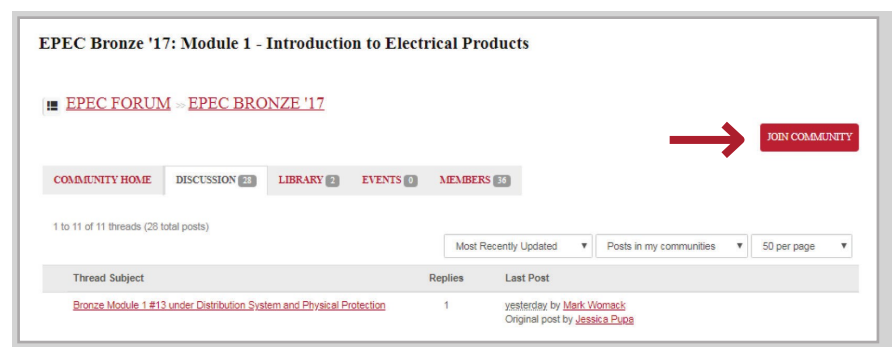 EPEC Bronze '17: Module 1 - Introduction to Electrical Products
EPEC FORUM » EPEC BRONZE '17
JOIN COMMUNITY
COMMUNITY HOME DISCUSSION 28 LIBRARY 2 EVENTS 0 MEMBERS 36
1 to 11 of 11 threads (28 total posts)
Most Recently Updated Posts in my communities 50 per page
Thread Subject Replies Last Post
Bronze Module 1 #13 under Distribution System and Physical Protection 1 yesterday by Mark Womack
Original post by Jessica Pupa